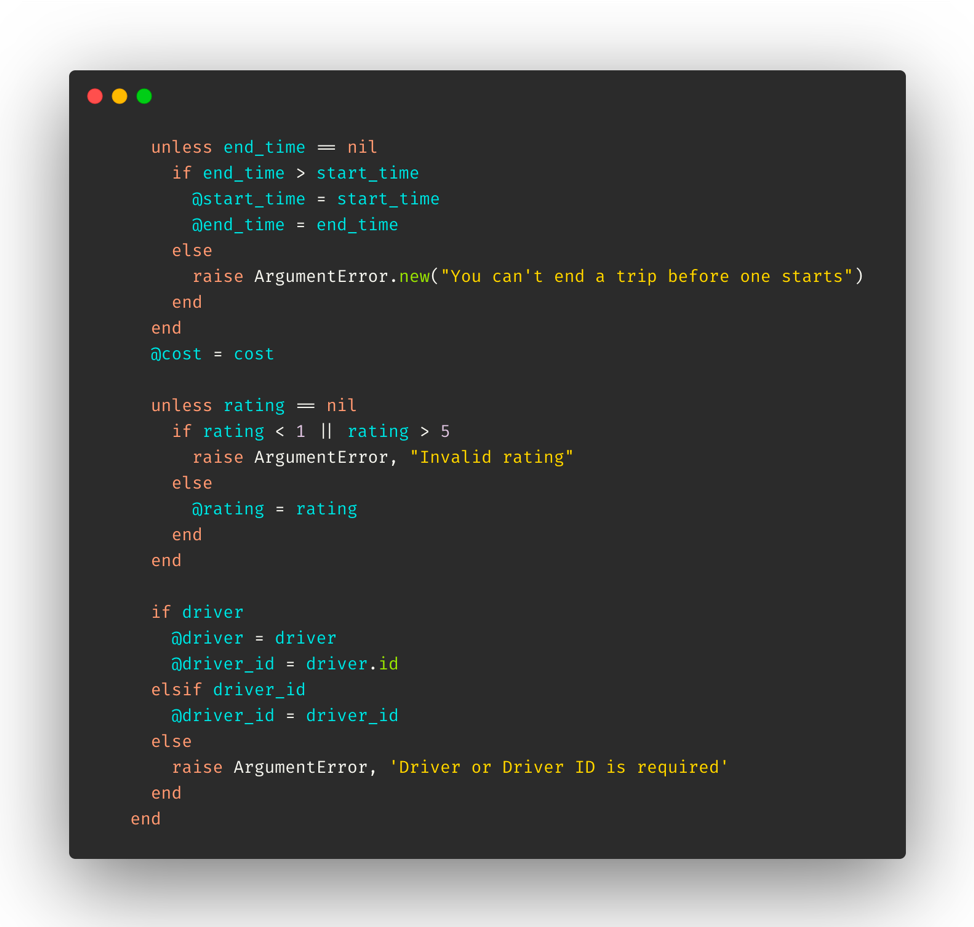 unless end_time == nil
  if end_time > start_time
    @start_time = start_time
    @end_time = end_time
  else
    raise ArgumentError.new("You can't end a trip before one starts")
  end
end
@cost = cost

unless rating == nil
  if rating < 1 || rating > 5
    raise ArgumentError, "Invalid rating"
  else
    @rating = rating
  end
end

if driver
  @driver = driver
  @driver_id = driver.id
elsif driver_id
  @driver_id = driver_id
else
  raise ArgumentError, 'Driver or Driver ID is required'
end
end